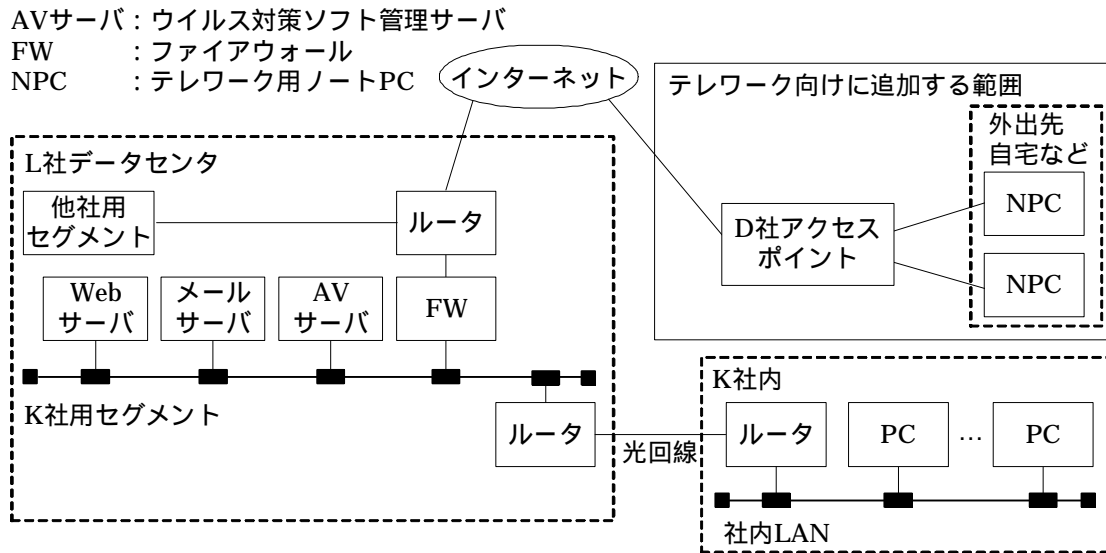 AVサーバ：ウイルス対策ソフト管理サーバ
FW　　：ファイアウォール
NPC　　：テレワーク用ノートPC
インターネット
テレワーク向けに追加する範囲
外出先
自宅など
NPC
NPC
D社アクセス
ポイント
L社データセンタ
他社用
セグメント
ルータ
Web
サーバ
メール
サーバ
AV
サーバ
FW
K社用セグメント
ルータ
光回線
K社内
ルータ
PC
…
PC
社内LAN